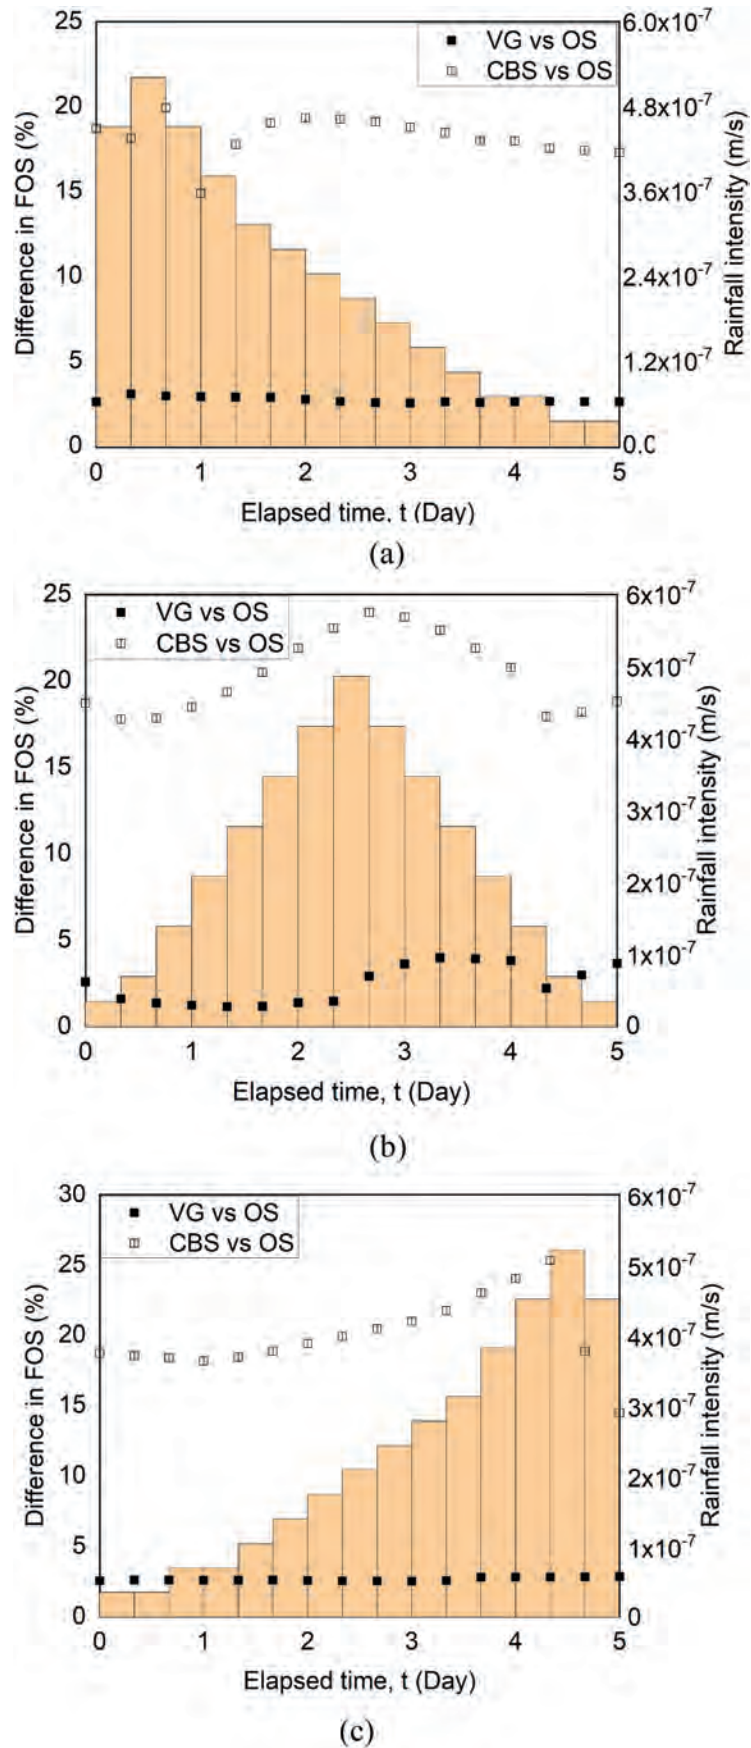 25
20
15
10
5
0
Difference in FOS (%)
VG vs OS
CBS vs OS
6.0x10-7
4.8x10-7
3.6x10-7
2.4x10-7
1.2x10-7
0.0
Rainfall intensity (m/s)
0 1 2 3 4 5
Elapsed time, t (Day)
(a)
25
20
15
10
5
0
Difference in FOS (%)
VG vs OS
CBS vs OS
6x10-7
5x10-7
4x10-7
3x10-7
2x10-7
1x10-7
0
Rainfall intensity (m/s)
0 1 2 3 4 5
Elapsed time, t (Day)
(b)
30
25
20
15
10
5
0
Difference in FOS (%)
VG vs OS
CBS vs OS
6x10-7
5x10-7
4x10-7
3x10-7
2x10-7
1x10-7
0
Rainfall intensity (m/s)
0 1 2 3 4 5
Elapsed time, t (Day)
(c)